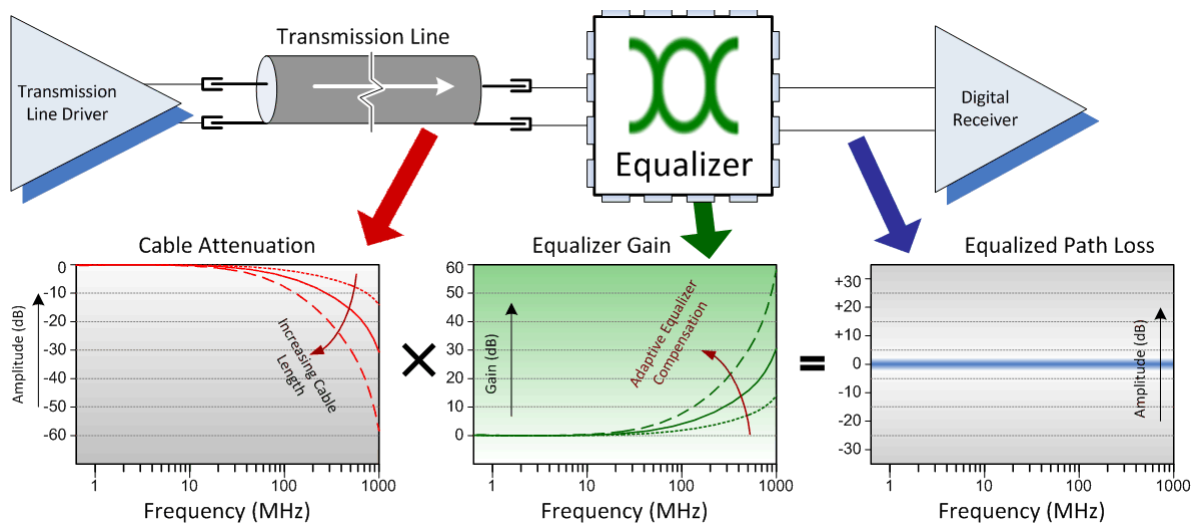 Transmission Line
Transmission
Line Driver
Equalizer
Digital
Receiver
Cable Attenuation
Equalizer Gain
Equalized Path Loss
Amplitude (dB)
0
-10
-20
-30
-40
-50
-60
Increasing Cable
Length
1
10
100
1000
Frequency (MHz)
×
Gain (dB)
60
50
40
30
20
10
0
Adaptive Equalizer
Compensation
1
10
100
1000
Frequency (MHz)
=
+30
+20
+10
0
-10
-20
-30
Amplitude (dB)
1
10
100
1000
Frequency (MHz)